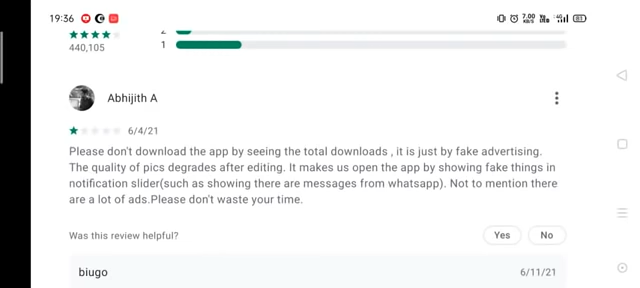 19:36
7.00
4G
81
2
440,105
1
Abhijith A
6/4/21
Please don't download the app by seeing the total downloads , it is just by fake advertising.
The quality of pics degrades after editing. It makes us open the app by showing fake things in
notification slider(such as showing there are messages from whatsapp). Not to mention there
are a lot of ads.Please don't waste your time.
Was this review helpful?
Yes
No
biugo
6/11/21